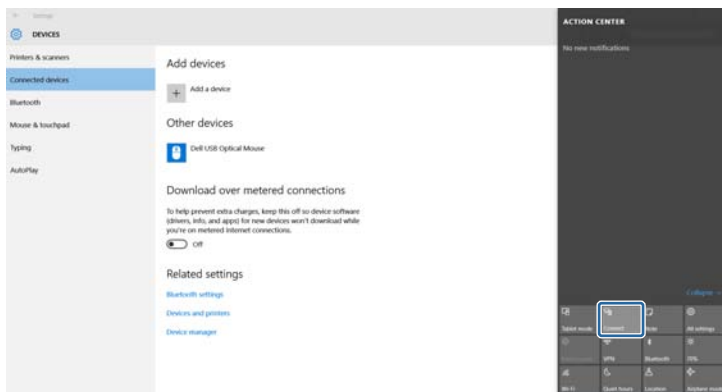 Settings
DEVICES
Printers & scanners
Connected devices
Bluetooth
Mouse & touchpad
Typing
AutoPlay
Add devices
Add a device
Other devices
Dell USB Optical Mouse
Download over metered connections
To help prevent extra charges, keep this off so device software
(drivers, info, and apps) for new devices won't download while
you're on metered Internet connections.
Off
Related settings
Bluetooth settings
Devices and printers
Device manager
ACTION CENTER
No new notifications
Collapse
Tablet mode Connect Note All settings
VPN Bluetooth 70%
Wi-Fi Quiet hours Location Airplane mode